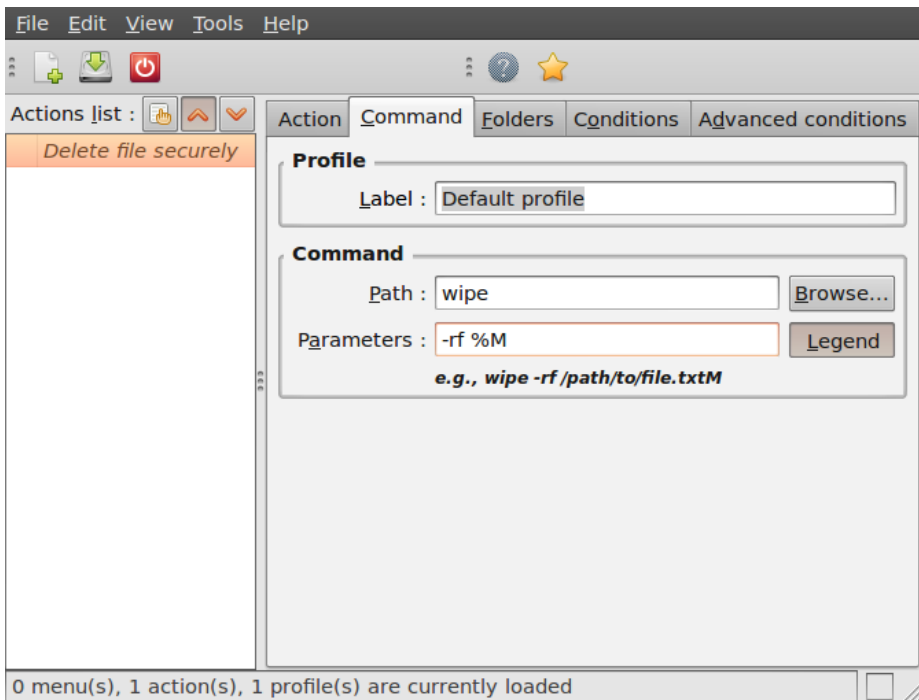 File Edit View Tools Help
Actions list :
Delete file securely
Action Command Folders Conditions Advanced conditions
Profile
Label : Default profile
Command
Path : wipe Browse...
Parameters : -rf %M Legend
e.g., wipe -rf /path/to/file.txtM
0 menu(s), 1 action(s), 1 profile(s) are currently loaded